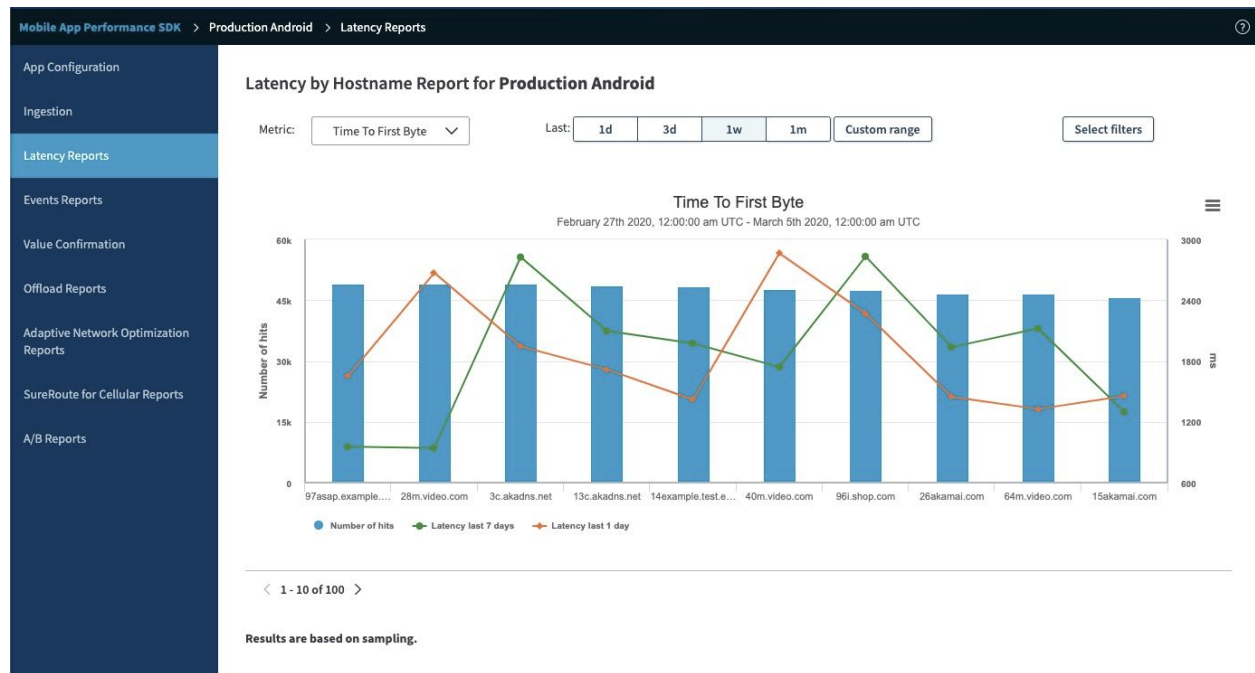 Mobile App Performance SDK > Production Android > Latency Reports
?
App Configuration
Ingestion
Latency Reports
Events Reports
Value Confirmation
Offload Reports
Adaptive Network Optimization
Reports
SureRoute for Cellular Reports
A/B Reports
Latency by Hostname Report for Production Android
Metric: Time To First Byte Last: 1d 3d 1w 1m Custom range Select filters
Time To First Byte
February 27th 2020, 12:00:00 am UTC - March 5th 2020, 12:00:00 am UTC
Number of hits
60k
45k
30k
15k
0
3000
2400
1800
1200
600
ms
97asap.example.... 28m.video.com 3c.akadns.net 13c.akadns.net 14example.test.e... 40m.video.com 96i.shop.com 26akamai.com 64m.video.com 15akamai.com
Number of hits Latency last 7 days Latency last 1 day
< 1 - 10 of 100 >
Results are based on sampling.